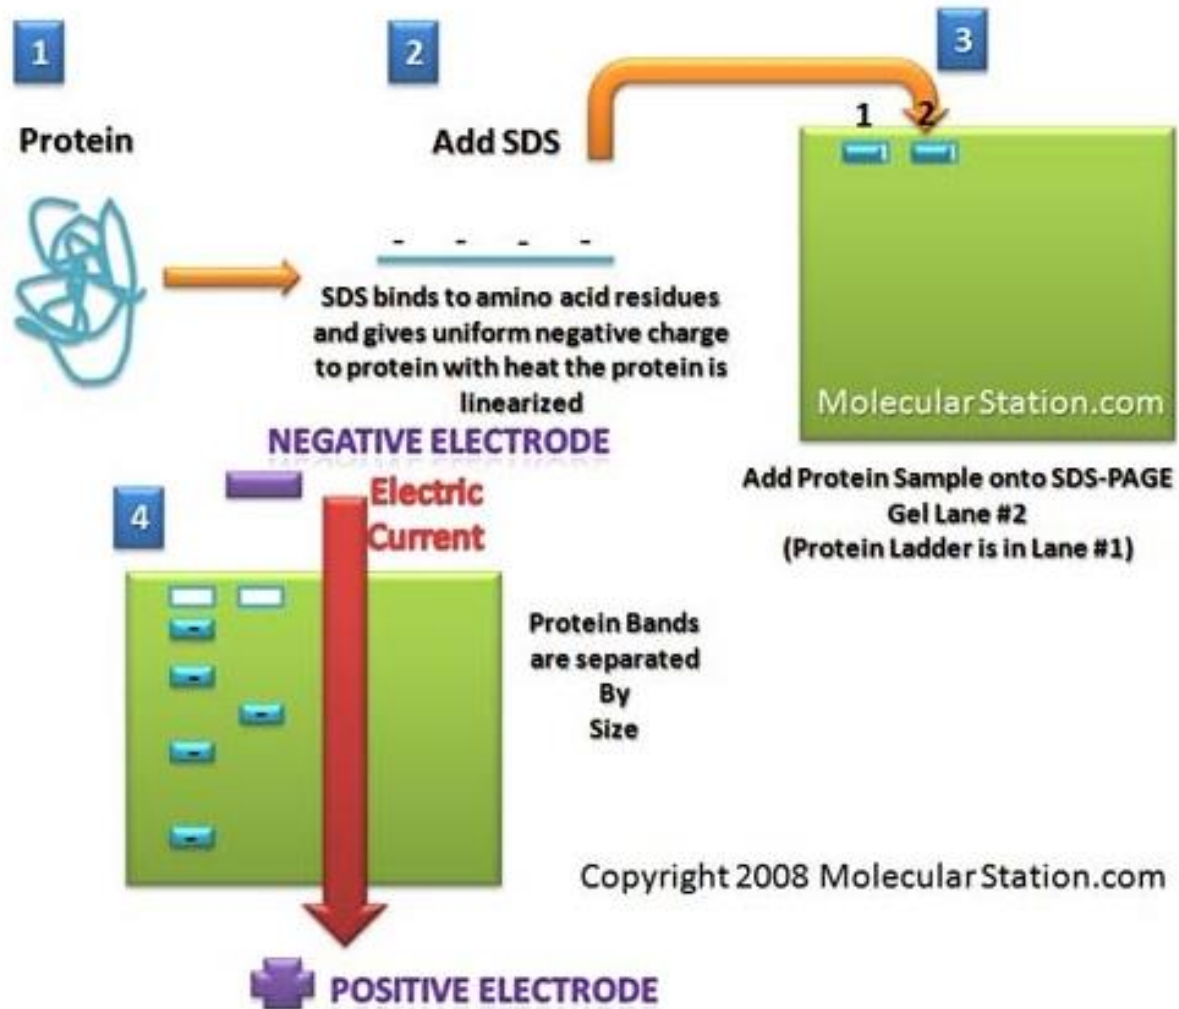 1
Protein
2
Add SDS
- - - -
SDS binds to amino acid residues
and gives uniform negative charge
to protein with heat the protein is
linearized
3
1 2
MolecularStation.com
Add Protein Sample onto SDS-PAGE
Gel Lane #2
(Protein Ladder is in Lane #1)
4
NEGATIVE ELECTRODE
Electric
Current
Protein Bands
are separated
By
Size
POSITIVE ELECTRODE
Copyright 2008 MolecularStation.com